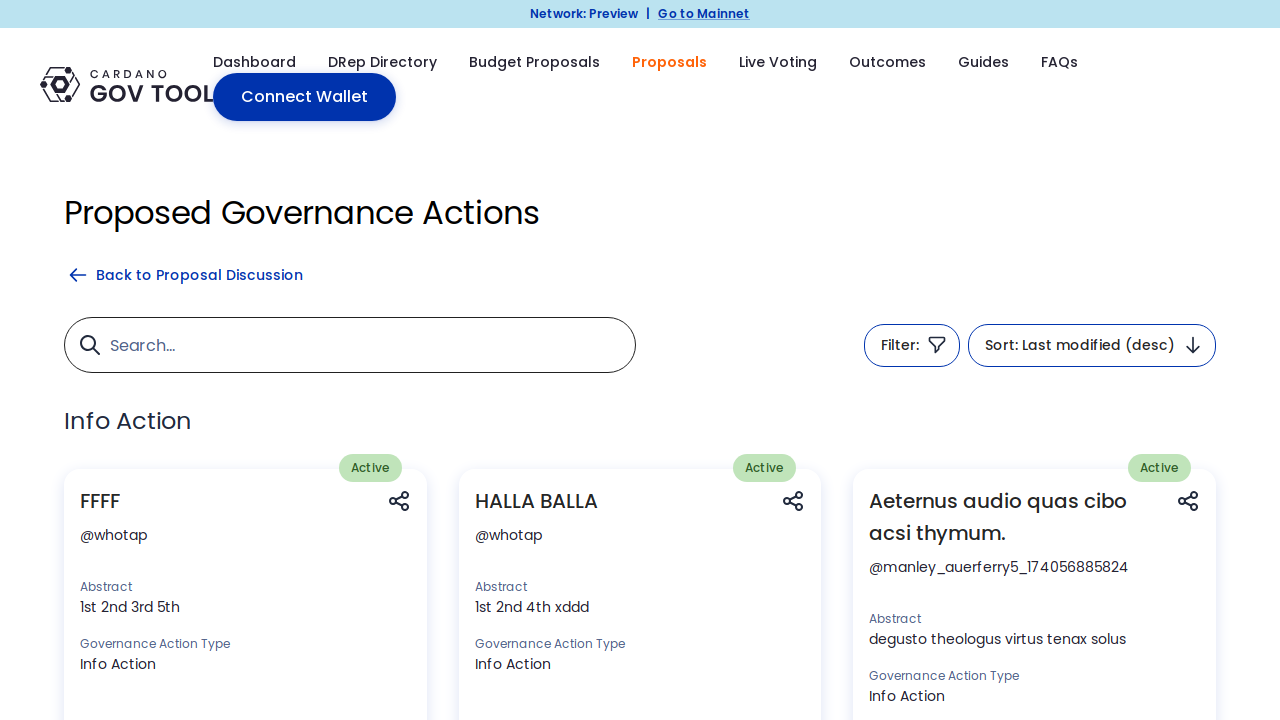 Network: Preview | Go to Mainnet
CARDANO
GOV TOOL
Dashboard DRep Directory Budget Proposals Proposals Live Voting Outcomes Guides FAQs
Connect Wallet
Proposed Governance Actions
Back to Proposal Discussion
Search...
Filter:
Sort: Last modified (desc)
Info Action
Active
FFFF
@whotap
Abstract
1st 2nd 3rd 5th
Governance Action Type
Info Action
Active
HALLA BALLA
@whotap
Abstract
1st 2nd 4th xddd
Governance Action Type
Info Action
Active
Aeternus audio quas cibo
acsi thymum.
@manley_auerferry5_174056885824
Abstract
degusto theologus virtus tenax solus
Governance Action Type
Info Action